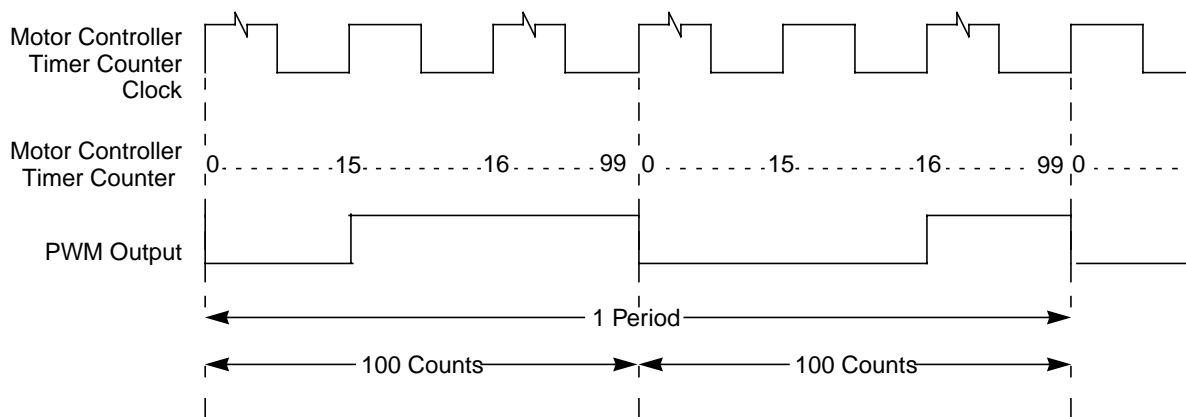 Motor Controller
Timer Counter
Clock
Motor Controller
Timer Counter
0 15 16 99 0 15 16 99 0
PWM Output
1 Period
100 Counts 100 Counts